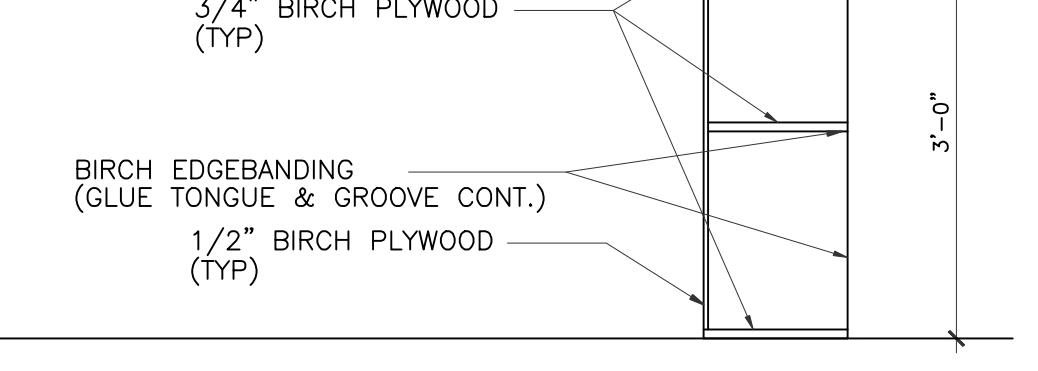 3/4" BIRCH PLYWOOD
(TYP)
BIRCH EDGEBANDING
(GLUE TONGUE & GROOVE CONT.)
1/2" BIRCH PLYWOOD
(TYP)
3'-0"